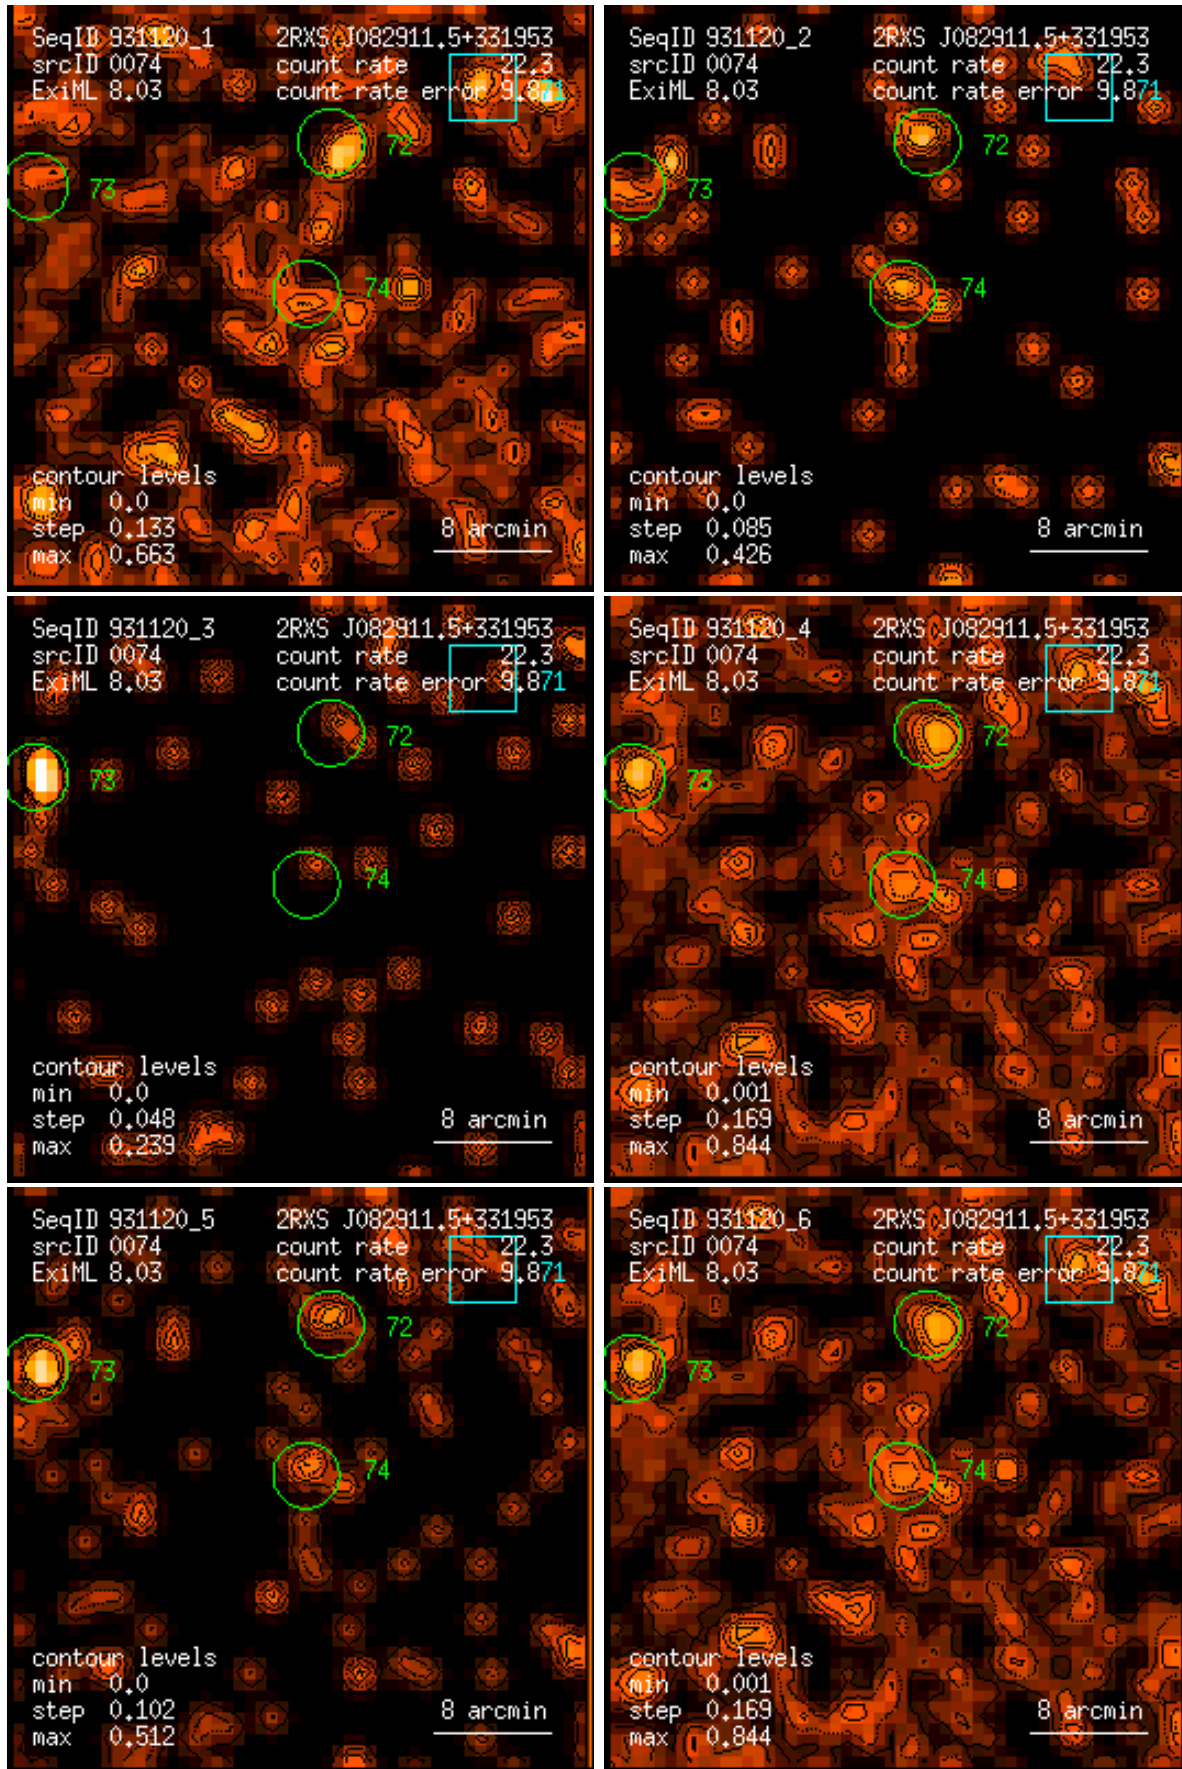 SeqID 931120_1 2RXS J082911.5+331953
srcID 0074 count rate 22.3
ExiML 8.03 count rate error 9.871
72
73
74
contour levels
min 0.0
step 0.133 8 arcmin
max 0.663
SeqID 931120_2 2RXS J082911.5+331953
srcID 0074 count rate 22.3
ExiML 8.03 count rate error 9.871
72
73
74
contour levels
min 0.0
step 0.085 8 arcmin
max 0.426
SeqID 931120_3 2RXS J082911.5+331953
srcID 0074 count rate 22.3
ExiML 8.03 count rate error 9.871
72
73
74
contour levels
min 0.0
step 0.048 8 arcmin
max 0.239
SeqID 931120_4 2RXS J082911.5+331953
srcID 0074 count rate 22.3
ExiML 8.03 count rate error 9.871
72
73
74
contour levels
min 0.001
step 0.169 8 arcmin
max 0.844
SeqID 931120_5 2RXS J082911.5+331953
srcID 0074 count rate 22.3
ExiML 8.03 count rate error 9.871
72
73
74
contour levels
min 0.0
step 0.102 8 arcmin
max 0.512
SeqID 931120_6 2RXS J082911.5+331953
srcID 0074 count rate 22.3
ExiML 8.03 count rate error 9.871
72
73
74
contour levels
min 0.001
step 0.169 8 arcmin
max 0.844